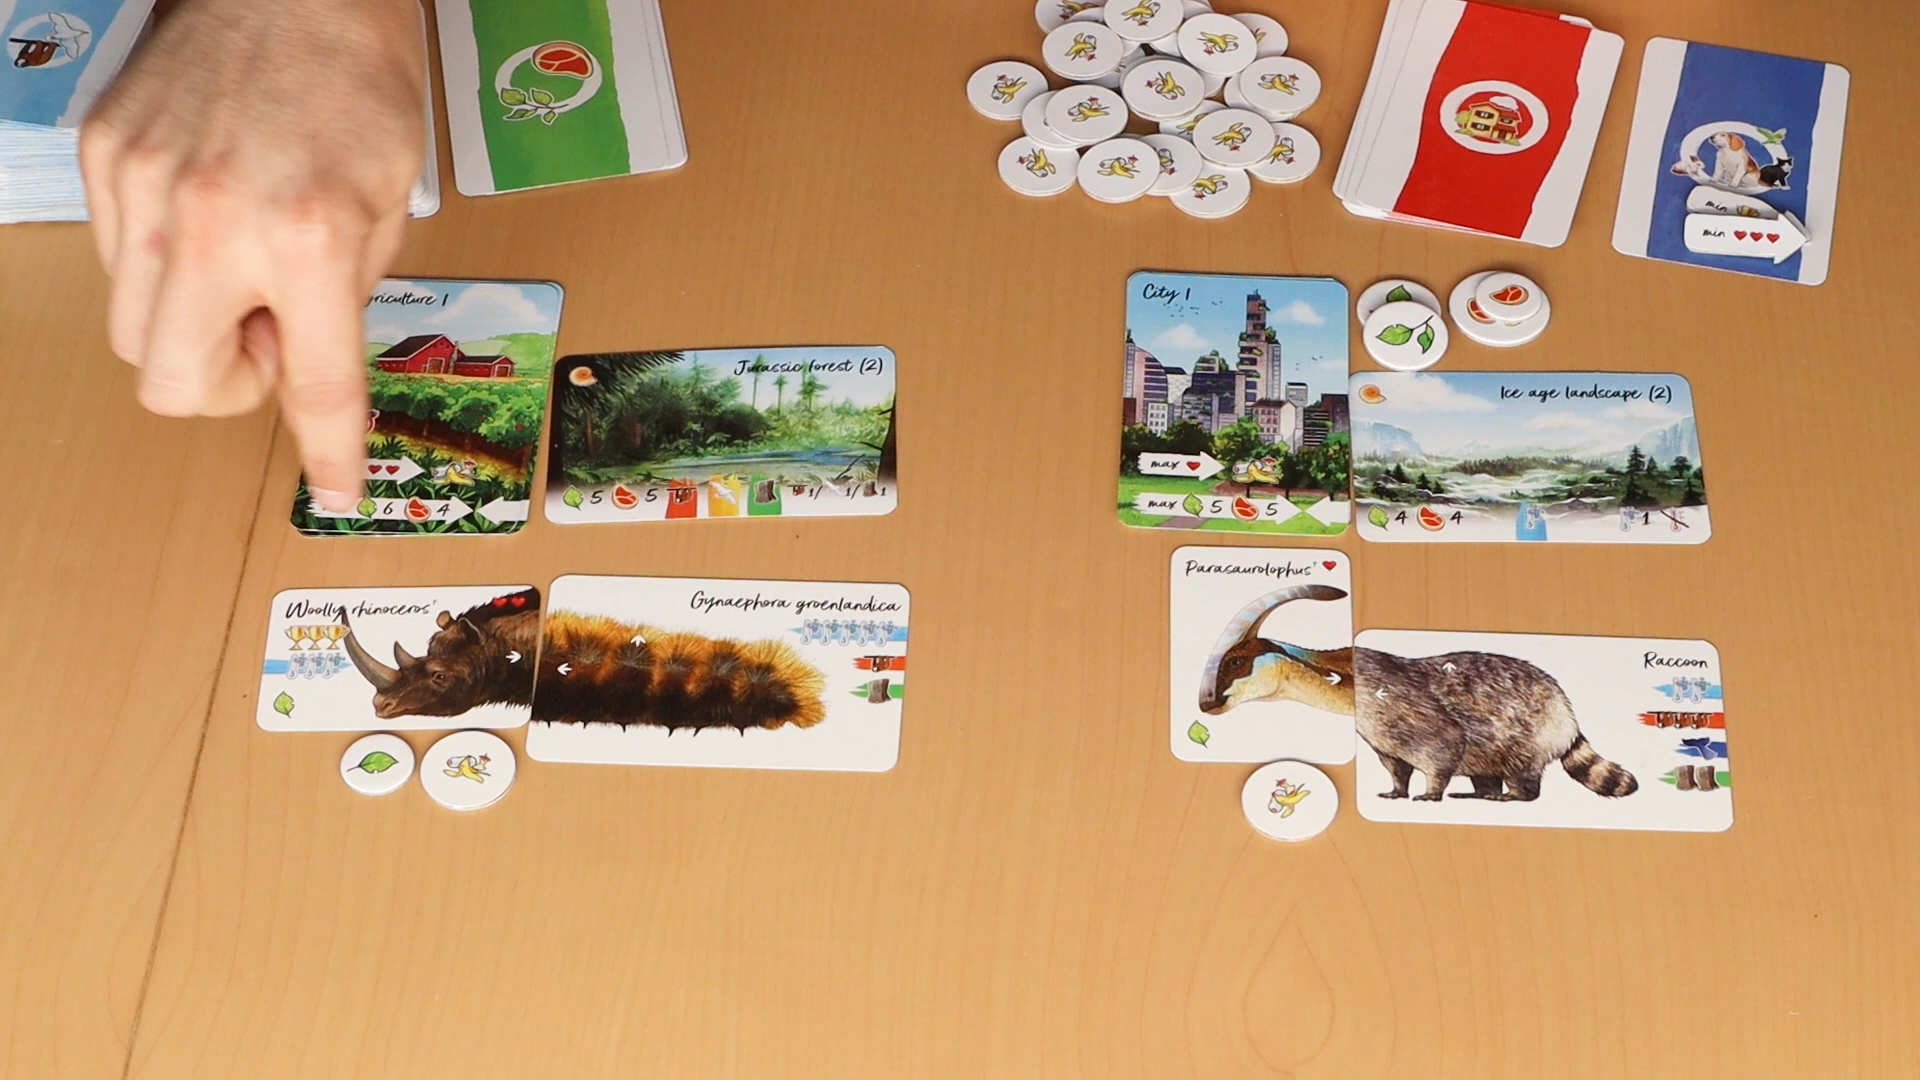 min
min
griculture 1
6 4
Jurassic forest (2)
5 5 1/ 1/ 1
City 1
max
max 5 5
Ice age landscape (2)
4 4 1
Woolly rhinoceros†
Gynaephora groenlandica
Parasaurolophus†
Raccoon